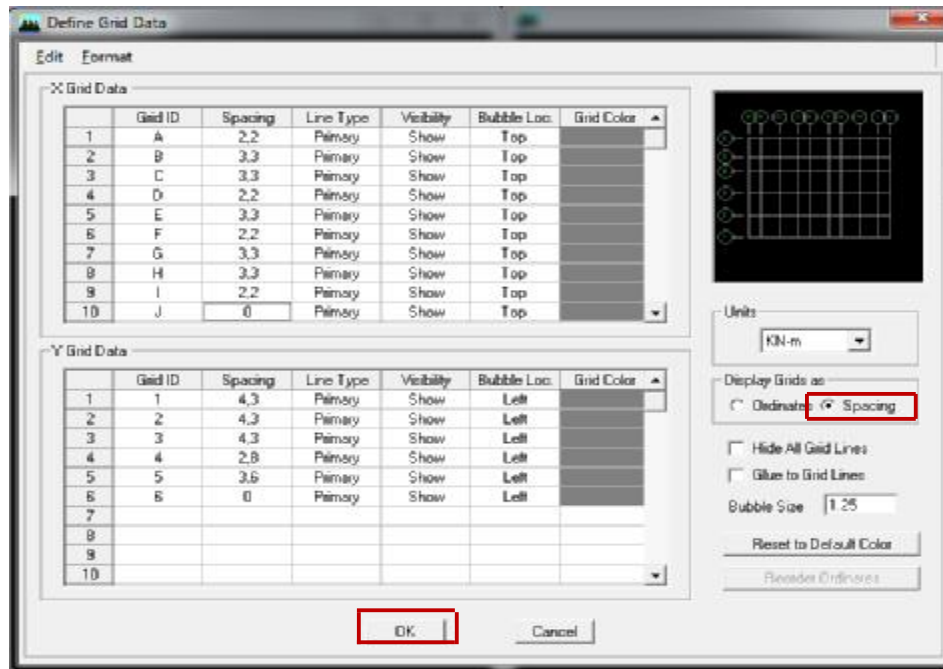 Define Grid Data
Edit Format
X Grid Data
Grid ID Spacing Line Type Visibility Bubble Loc. Grid Color
1 A 2,2 Primary Show Top
2 B 3,3 Primary Show Top
3 C 3,3 Primary Show Top
4 D 2,2 Primary Show Top
5 E 3,3 Primary Show Top
6 F 2,2 Primary Show Top
7 G 3,3 Primary Show Top
8 H 3,3 Primary Show Top
9 I 2,2 Primary Show Top
10 J 0 Primary Show Top
Y Grid Data
Grid ID Spacing Line Type Visibility Bubble Loc. Grid Color
1 1 4,3 Primary Show Left
2 2 4,3 Primary Show Left
3 3 4,3 Primary Show Left
4 4 2,8 Primary Show Left
5 5 3,6 Primary Show Left
6 6 0 Primary Show Left
7
8
9
10
Units
KN-m
Display Grids as
Ordinates Spacing
Hide All Grid Lines
Glue to Grid Lines
Bubble Size 1.25
Reset to Default Color
Reorder Ordinates
OK Cancel